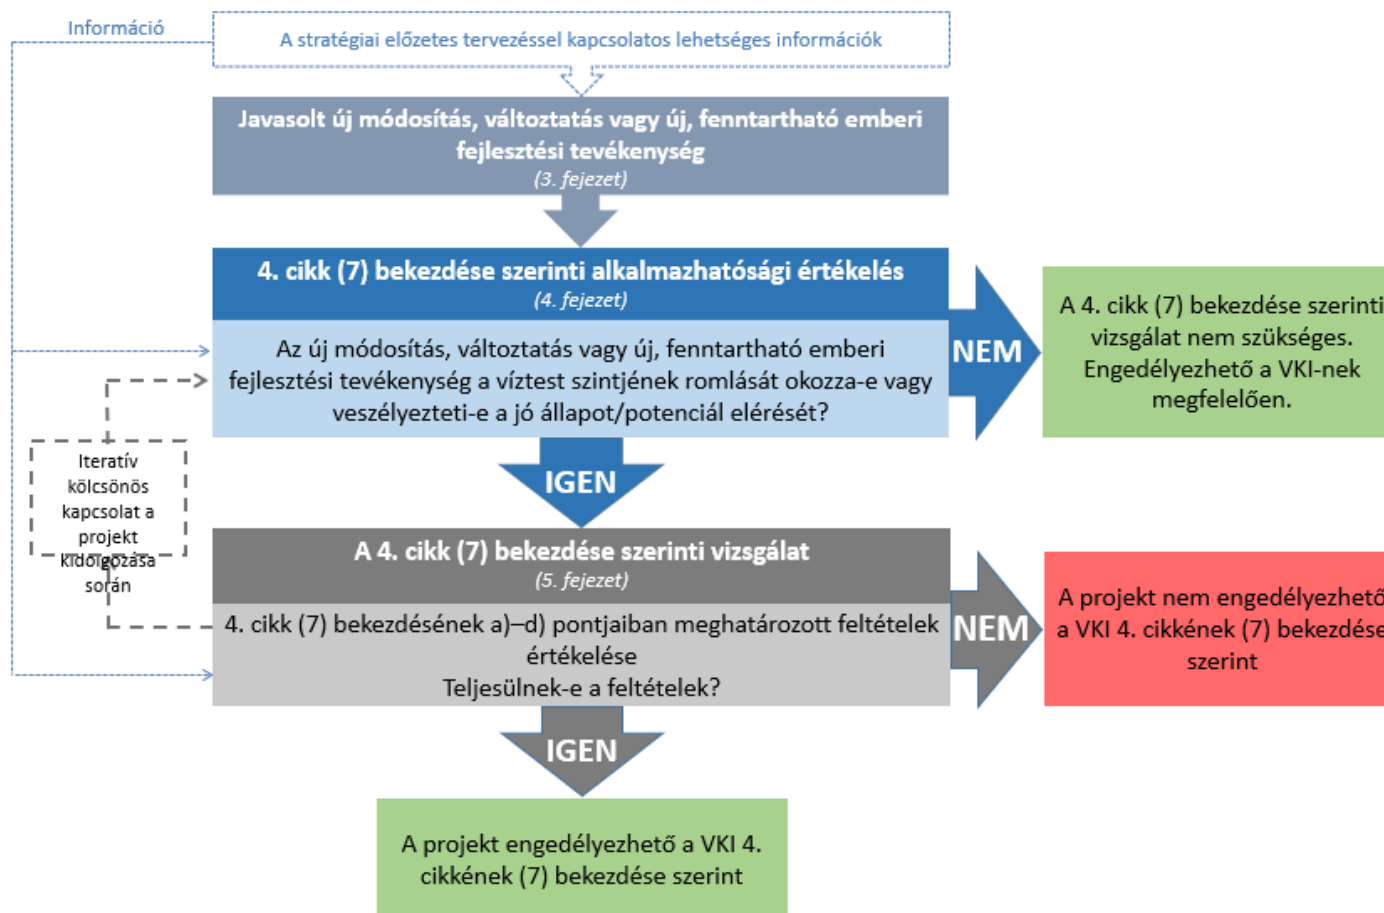 Információ
A stratégiai előzetes tervezéssel kapcsolatos lehetséges információk
Javasolt új módosítás, változtatás vagy új, fenntartható emberi
fejlesztési tevékenység
(3. fejezet)
4. cikk (7) bekezdése szerinti alkalmazhatósági értékelés
(4. fejezet)
Az új módosítás, változtatás vagy új, fenntartható emberi
fejlesztési tevékenység a víztest szintjének romlását okozza-e vagy
veszélyezteti-e a jó állapot/potenciál elérését?
NEM
A 4. cikk (7) bekezdése szerinti
vizsgálat nem szükséges.
Engedélyezhető a VKI-nek
megfelelően.
IGEN
Iteratív
kölcsönös
kapcsolat a
projekt
kidolgozása
során
A 4. cikk (7) bekezdése szerinti vizsgálat
(5. fejezet)
4. cikk (7) bekezdésének a)–d) pontjaiban meghatározott feltételek
értékelése
Teljesülnek-e a feltételek?
NEM
A projekt nem engedélyezhető
a VKI 4. cikkének (7) bekezdése
szerint
IGEN
A projekt engedélyezhető a VKI 4.
cikkének (7) bekezdése szerint